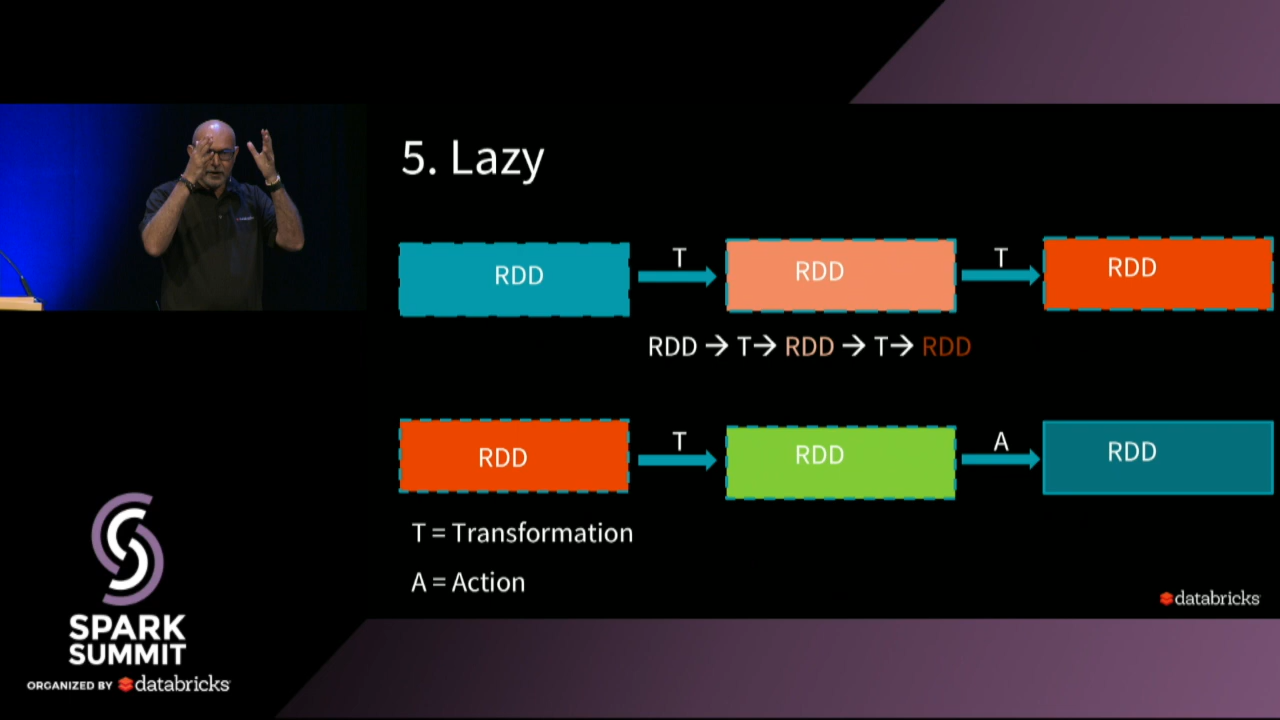 5. Lazy
RDD T RDD T RDD
RDD → T→ RDD → T→ RDD
RDD T RDD A RDD
T = Transformation
A = Action
databricks
SPARK
SUMMIT
ORGANIZED BY databricks